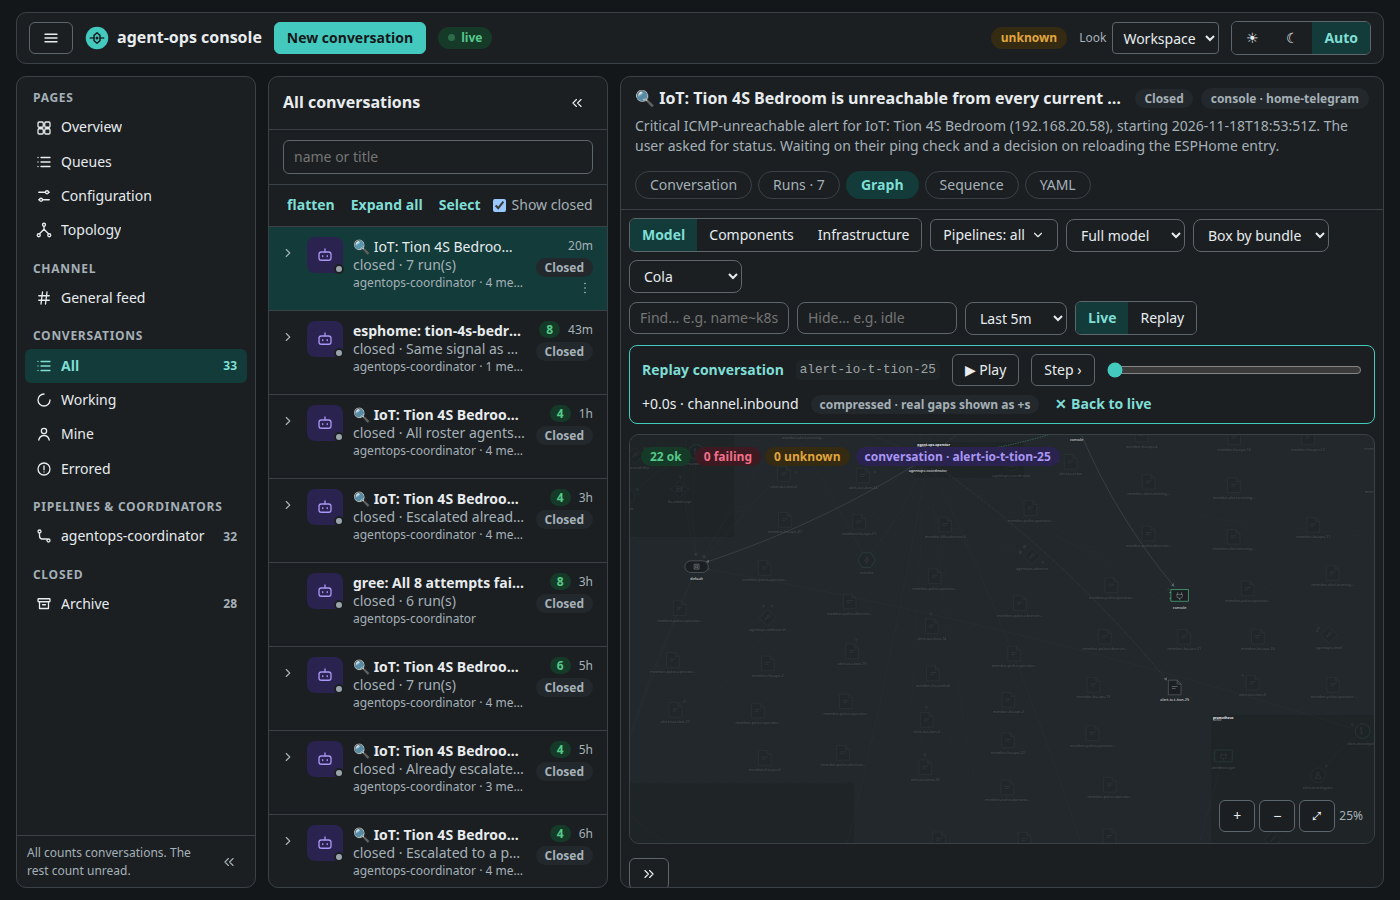 agent-ops console
New conversation
live
unknown
Look
Workspace
Auto
PAGES
Overview
Queues
Configuration
Topology
CHANNEL
General feed
CONVERSATIONS
All 33
Working
Mine
Errored
PIPELINES & COORDINATORS
agentops-coordinator 32
CLOSED
Archive 28
All counts conversations. The
rest count unread.
All conversations
name or title
flatten Expand all Select Show closed
IoT: Tion 4S Bedroo... 20m
closed · 7 run(s) Closed
agentops-coordinator · 4 me...
esphome: tion-4s-bedr... 8 43m
closed · Same signal as ... Closed
agentops-coordinator · 1 me...
IoT: Tion 4S Bedroo... 4 1h
closed · All roster agents... Closed
agentops-coordinator · 4 me...
IoT: Tion 4S Bedroo... 4 3h
closed · Escalated alread... Closed
agentops-coordinator · 4 me...
gree: All 8 attempts fai... 8 3h
closed · 6 run(s) Closed
agentops-coordinator
IoT: Tion 4S Bedroo... 6 5h
closed · 7 run(s) Closed
agentops-coordinator · 4 me...
IoT: Tion 4S Bedroo... 4 5h
closed · Already escalate... Closed
agentops-coordinator · 3 me...
IoT: Tion 4S Bedroo... 4 6h
closed · Escalated to a p... Closed
agentops-coordinator · 4 me...
IoT: Tion 4S Bedroom is unreachable from every current ... Closed console · home-telegram
Critical ICMP-unreachable alert for IoT: Tion 4S Bedroom (192.168.20.58), starting 2026-11-18T18:53:51Z. The
user asked for status. Waiting on their ping check and a decision on reloading the ESPHome entry.
Conversation Runs · 7 Graph Sequence YAML
Model Components Infrastructure Pipelines: all Full model Box by bundle
Cola
Find... e.g. name~k8s Hide... e.g. idle Last 5m Live Replay
Replay conversation alert-io-t-tion-25 ▶ Play Step ›
+0.0s · channel.inbound compressed · real gaps shown as +s ✕ Back to live
22 ok 0 failing 0 unknown conversation · alert-io-t-tion-25
console
default
console
alert-io-t-tion-25
prometheus
+ − 25%